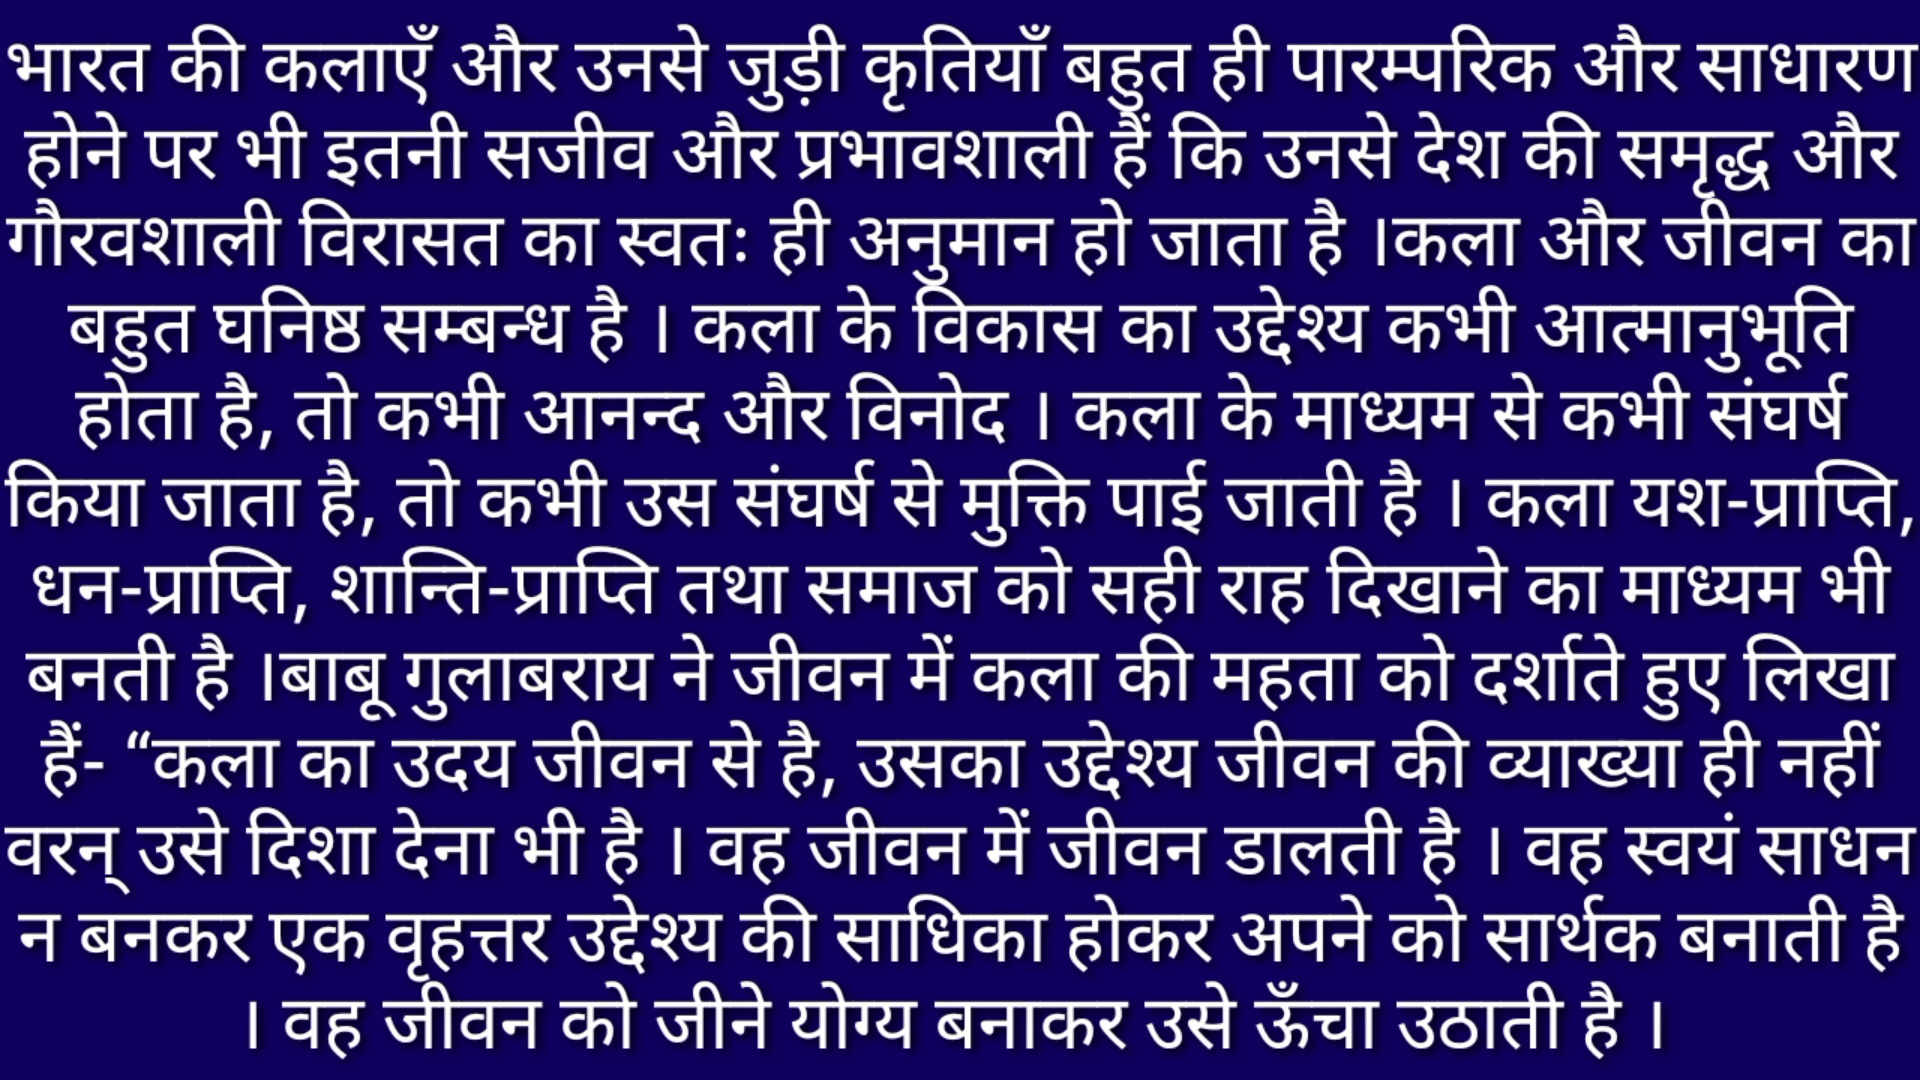 भारत की कलाएँ और उनसे जुड़ी कृतियाँ बहुत ही पारम्परिक और साधारण
होने पर भी इतनी सजीव और प्रभावशाली हैं कि उनसे देश की समृद्ध और
गौरवशाली विरासत का स्वतः ही अनुमान हो जाता है ।कला और जीवन का
बहुत घनिष्ठ सम्बन्ध है । कला के विकास का उद्देश्य कभी आत्मानुभूति
होता है, तो कभी आनन्द और विनोद । कला के माध्यम से कभी संघर्ष
किया जाता है, तो कभी उस संघर्ष से मुक्ति पाई जाती है । कला यश-प्राप्ति,
धन-प्राप्ति, शान्ति-प्राप्ति तथा समाज को सही राह दिखाने का माध्यम भी
बनती है ।बाबू गुलाबराय ने जीवन में कला की महता को दर्शाते हुए लिखा
हैं- “कला का उदय जीवन से है, उसका उद्देश्य जीवन की व्याख्या ही नहीं
वरन् उसे दिशा देना भी है । वह जीवन में जीवन डालती है । वह स्वयं साधन
न बनकर एक वृहत्तर उद्देश्य की साधिका होकर अपने को सार्थक बनाती है
। वह जीवन को जीने योग्य बनाकर उसे ऊँचा उठाती है ।